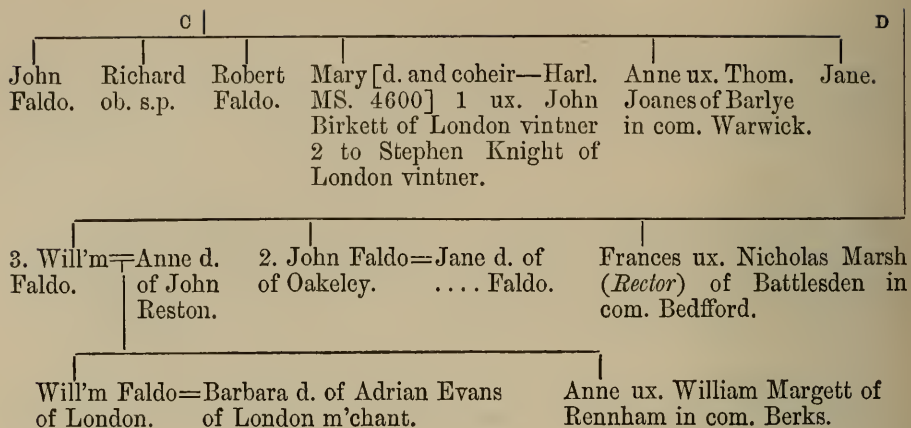 C D
John
Faldo.
Richard
ob. s.p.
Robert
Faldo.
Mary [d. and coheir—Harl.
MS. 4600] 1 ux. John
Birkett of London vintner
2 to Stephen Knight of
London vintner.
Anne ux. Thom.
Joanes of Barlye
in com. Warwick.
Jane.
3. Will'm=Anne d.
Faldo. of John
Reston.
2. John Faldo=Jane d. of
of Oakeley. .... Faldo.
Frances ux. Nicholas Marsh
(Rector) of Battlesden in
com. Bedfford.
Will'm Faldo=Barbara d. of Adrian Evans
of London. of London m'chant.
Anne ux. William Margett of
Rennham in com. Berks.